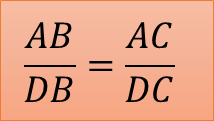 AB/DB = AC/DC